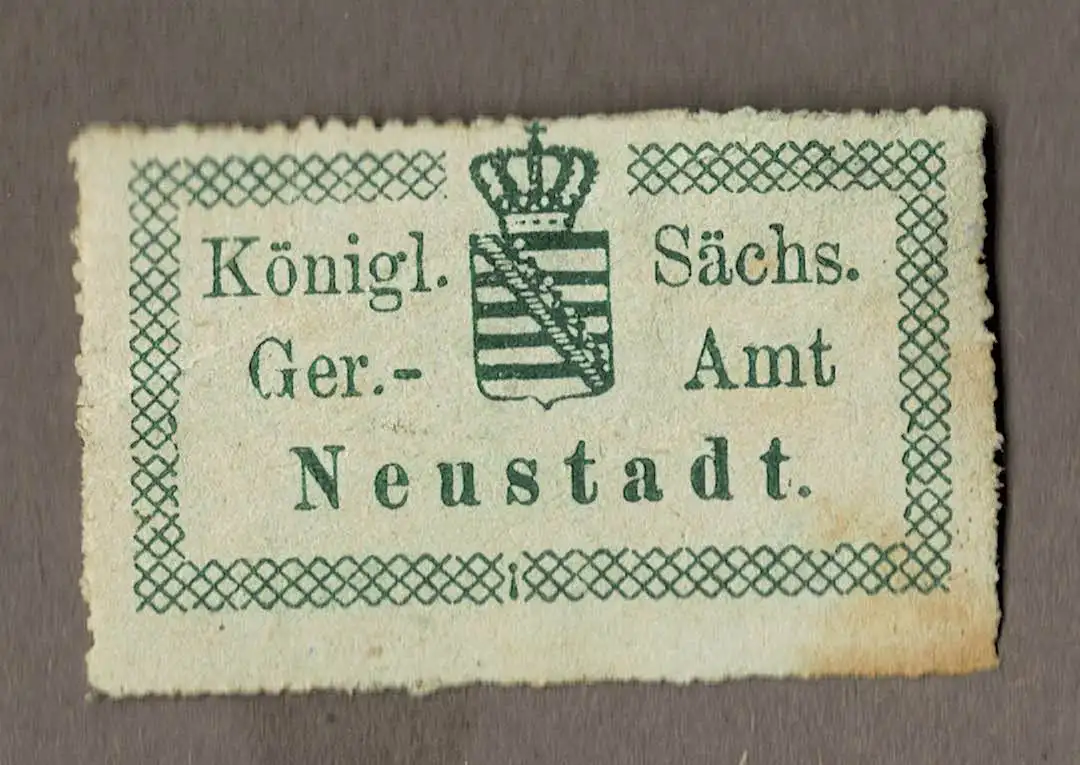 Königl. Sächs.
Ger.- Amt
Neustadt.